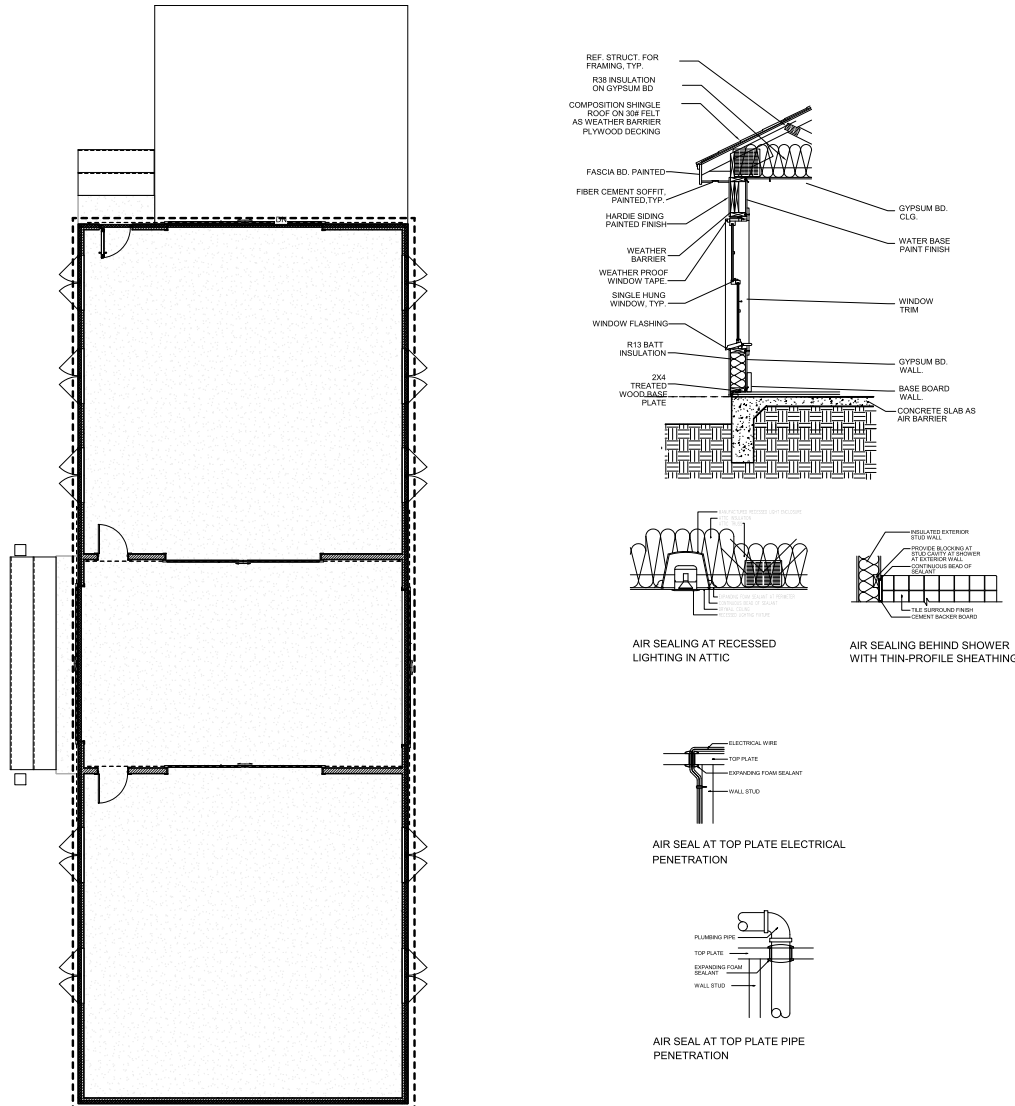 DN
REF. STRUCT. FOR
FRAMING, TYP.
R38 INSULATION
ON GYPSUM BD
COMPOSITION SHINGLE
ROOF ON 30# FELT
AS WEATHER BARRIER
PLYWOOD DECKING
FASCIA BD. PAINTED
FIBER CEMENT SOFFIT,
PAINTED,TYP.
HARDIE SIDING
PAINTED FINISH
WEATHER
BARRIER
WEATHER PROOF
WINDOW TAPE.
SINGLE HUNG
WINDOW, TYP.
WINDOW FLASHING
R13 BATT
INSULATION
2X4
TREATED
WOOD BASE
PLATE
GYPSUM BD.
CLG.
WATER BASE
PAINT FINISH
WINDOW
TRIM
GYPSUM BD.
WALL.
BASE BOARD
WALL.
CONCRETE SLAB AS
AIR BARRIER
AIR SEALING AT RECESSED
LIGHTING IN ATTIC
INSULATED EXTERIOR
STUD WALL
PROVIDE BLOCKING AT
STUD CAVITY AT SHOWER
AT EXTERIOR WALL
CONTINUOUS BEAD OF
SEALANT
TILE SURROUND FINISH
CEMENT BACKER BOARD
AIR SEALING BEHIND SHOWER
WITH THIN-PROFILE SHEATHING
ELECTRICAL WIRE
TOP PLATE
EXPANDING FOAM SEALANT
WALL STUD
AIR SEAL AT TOP PLATE ELECTRICAL
PENETRATION
PLUMBING PIPE
TOP PLATE
EXPANDING FOAM
SEALANT
WALL STUD
AIR SEAL AT TOP PLATE PIPE
PENETRATION